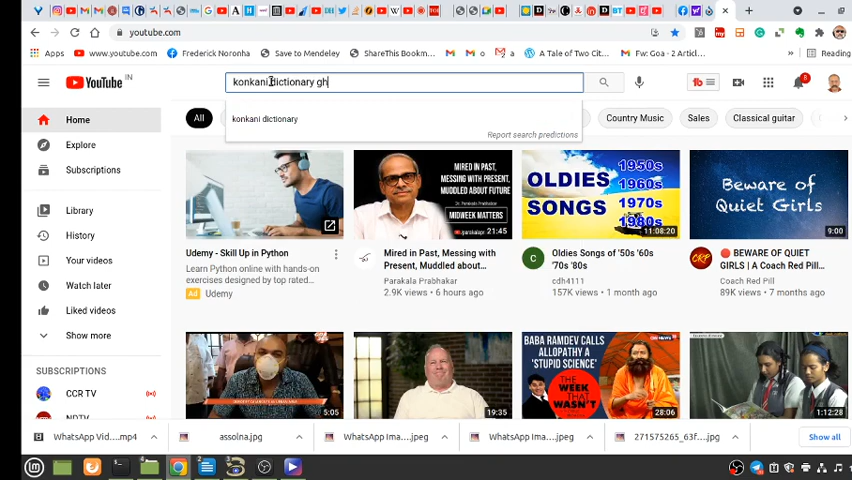 youtube.com
Apps
www.youtube.com
Frederick Noronha
Save to Mendeley
ShareThis Bookm...
A Tale of Two Cit...
Fw: Goa - 2 Articl...
YouTube IN
konkani dictionary gh
konkani dictionary
Report search predictions
All
Country Music
Sales
Classical guitar
Home
Explore
Subscriptions
Library
History
Your videos
Watch later
Liked videos
Show more
SUBSCRIPTIONS
CCR TV
NDTV
Udemy - Skill Up in Python
Learn Python online with hands-on
exercises designed by top rated...
Ad Udemy
MIRED IN PAST,
MESSING WITH
PRESENT,
MUDDLED ABOUT
FUTURE
Dr. Parakala Prabhakar
MIDWEEK MATTERS
21:45
Mired in Past, Messing with
Present, Muddled about...
Parakala Prabhakar
2.9K views • 6 hours ago
OLDIES
SONGS
1950s
1960s
1970s
1980s
11:08:20
Oldies Songs of '50s '60s
'70s '80s
cdh4111
157K views • 1 month ago
Beware of
Quiet Girls
9:00
CRP
BEWARE OF QUIET
GIRLS | A Coach Red Pill...
Coach Red Pill
89K views • 7 months ago
5:05
19:35
BABA RAMDEV CALLS
ALLOPATHY A
'STUPID SCIENCE'
THE
WEEK
THAT
WASN'T
28:06
1:12:28
WhatsApp Vid....mp4
assolna.jpg
WhatsApp Ima....jpeg
WhatsApp Ima....jpeg
271575265_63f....jpg
Show all